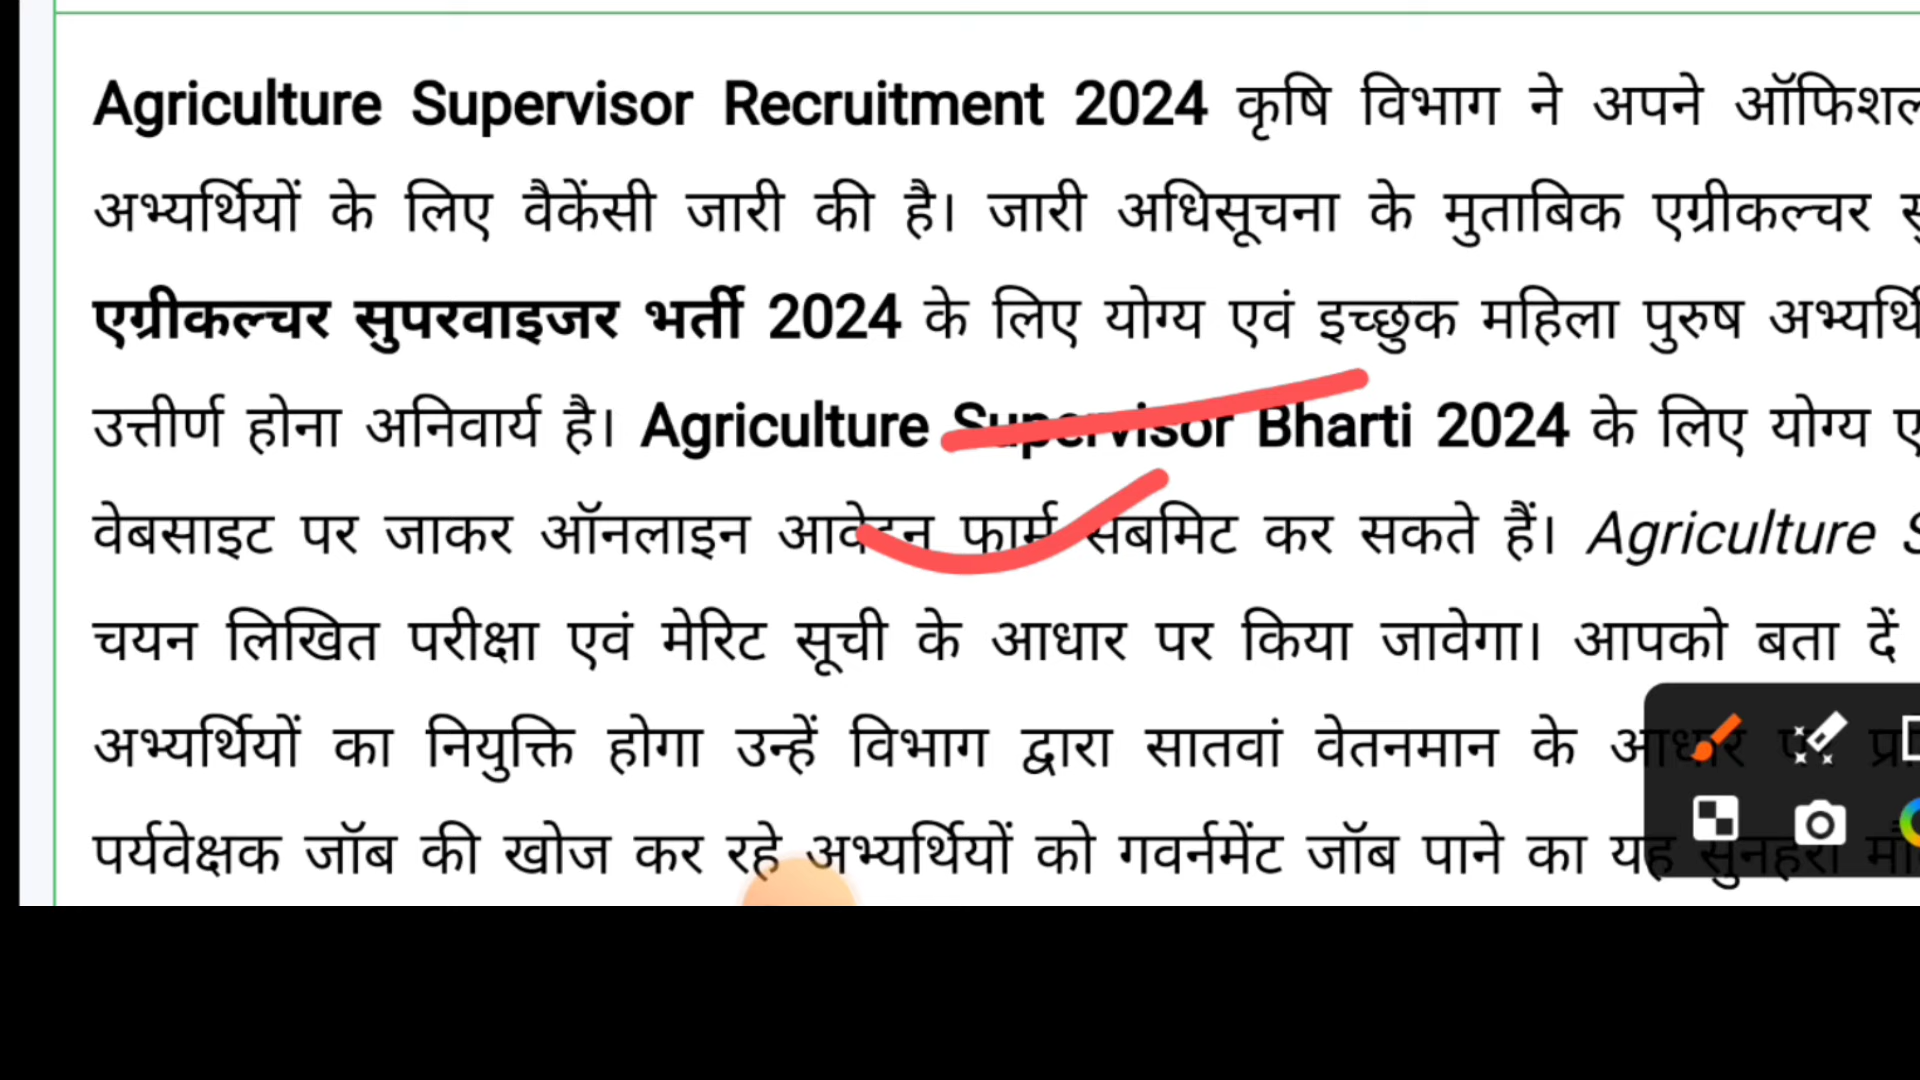 Agriculture Supervisor Recruitment 2024 कृषि विभाग ने अपने ऑफिशल
अभ्यर्थियों के लिए वैकेंसी जारी की है। जारी अधिसूचना के मुताबिक एग्रीकल्चर
एग्रीकल्चर सुपरवाइजर भर्ती 2024 के लिए योग्य एवं इच्छुक महिला पुरुष
उत्तीर्ण होना अनिवार्य है। Agriculture Supervisor Bharti 2024 के लिए योग्य
वेबसाइट पर जाकर ऑनलाइन आवेदन फार्म सबमिट कर सकते हैं। Agriculture
चयन लिखित परीक्षा एवं मेरिट सूची के आधार पर किया जावेगा। आपको बता दें
अभ्यर्थियों का नियुक्ति होगा उन्हें विभाग द्वारा सातवां वेतनमान के आधार पर
पर्यवेक्षक जॉब की खोज कर रहे अभ्यर्थियों को गवर्नमेंट जॉब पाने का यह सुनहरा